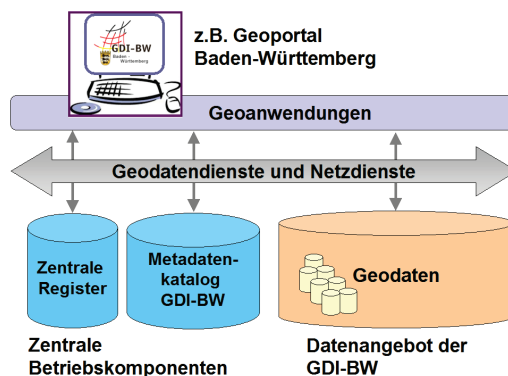 GDI-BW
Baden -
Württemberg
z.B. Geoportal
Baden-Württemberg
Geoanwendungen
Geodatendienste und Netzdienste
Zentrale
Register
Metadaten-
katalog
GDI-BW
Geodaten
Zentrale
Betriebskomponenten
Datenangebot der
GDI-BW